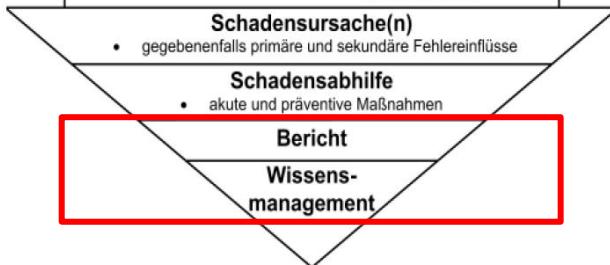 Schadensursache(n)
• gegebenenfalls primäre und sekundäre Fehlereinflüsse
Schadensabhilfe
• akute und präventive Maßnahmen
Bericht
Wissens-
management